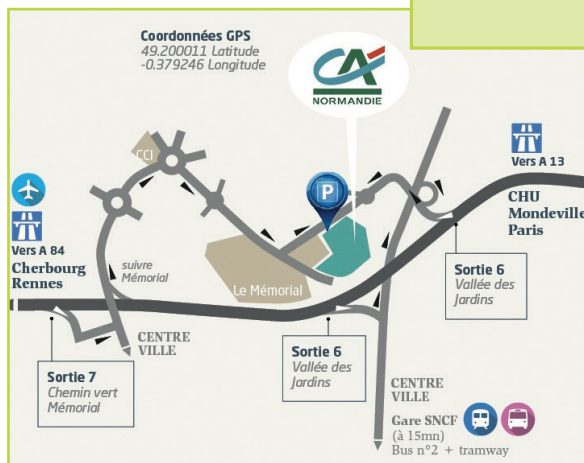 Coordonnées GPS
49.200011 Latitude
-0.379246 Longitude
CA
NORMANDIE
CCI
P
Vers A 13
CHU
Mondeville
Paris
Vers A 84
Cherbourg
Rennes
suivre
Mémorial
Le Mémorial
Sortie 6
Vallée des
Jardins
CENTRE
VILLE
Sortie 6
Vallée des
Jardins
Sortie 7
Chemin vert
Mémorial
CENTRE
VILLE
Gare SNCF
(à 15mn)
Bus n°2 + tramway